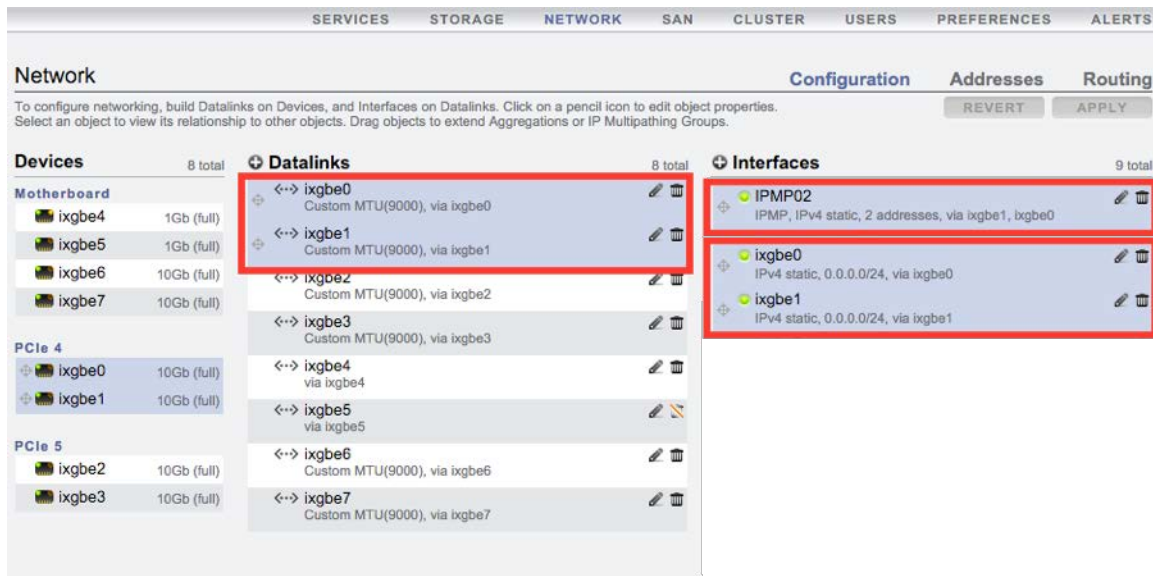 SERVICES STORAGE NETWORK SAN CLUSTER USERS PREFERENCES ALERTS
Network
Configuration Addresses Routing
To configure networking, build Datalinks on Devices, and Interfaces on Datalinks. Click on a pencil icon to edit object properties.
Select an object to view its relationship to other objects. Drag objects to extend Aggregations or IP Multipathing Groups.
REVERT APPLY
Devices 8 total
Motherboard
ixgbe4 1Gb (full)
ixgbe5 1Gb (full)
ixgbe6 10Gb (full)
ixgbe7 10Gb (full)
PCIe 4
ixgbe0 10Gb (full)
ixgbe1 10Gb (full)
PCIe 5
ixgbe2 10Gb (full)
ixgbe3 10Gb (full)
Datalinks 8 total
ixgbe0
Custom MTU(9000), via ixgbe0
ixgbe1
Custom MTU(9000), via ixgbe1
ixgbe2
Custom MTU(9000), via ixgbe2
ixgbe3
Custom MTU(9000), via ixgbe3
ixgbe4
via ixgbe4
ixgbe5
via ixgbe5
ixgbe6
Custom MTU(9000), via ixgbe6
ixgbe7
Custom MTU(9000), via ixgbe7
Interfaces 9 total
IPMP02
IPMP, IPv4 static, 2 addresses, via ixgbe1, ixgbe0
ixgbe0
IPv4 static, 0.0.0.0/24, via ixgbe0
ixgbe1
IPv4 static, 0.0.0.0/24, via ixgbe1